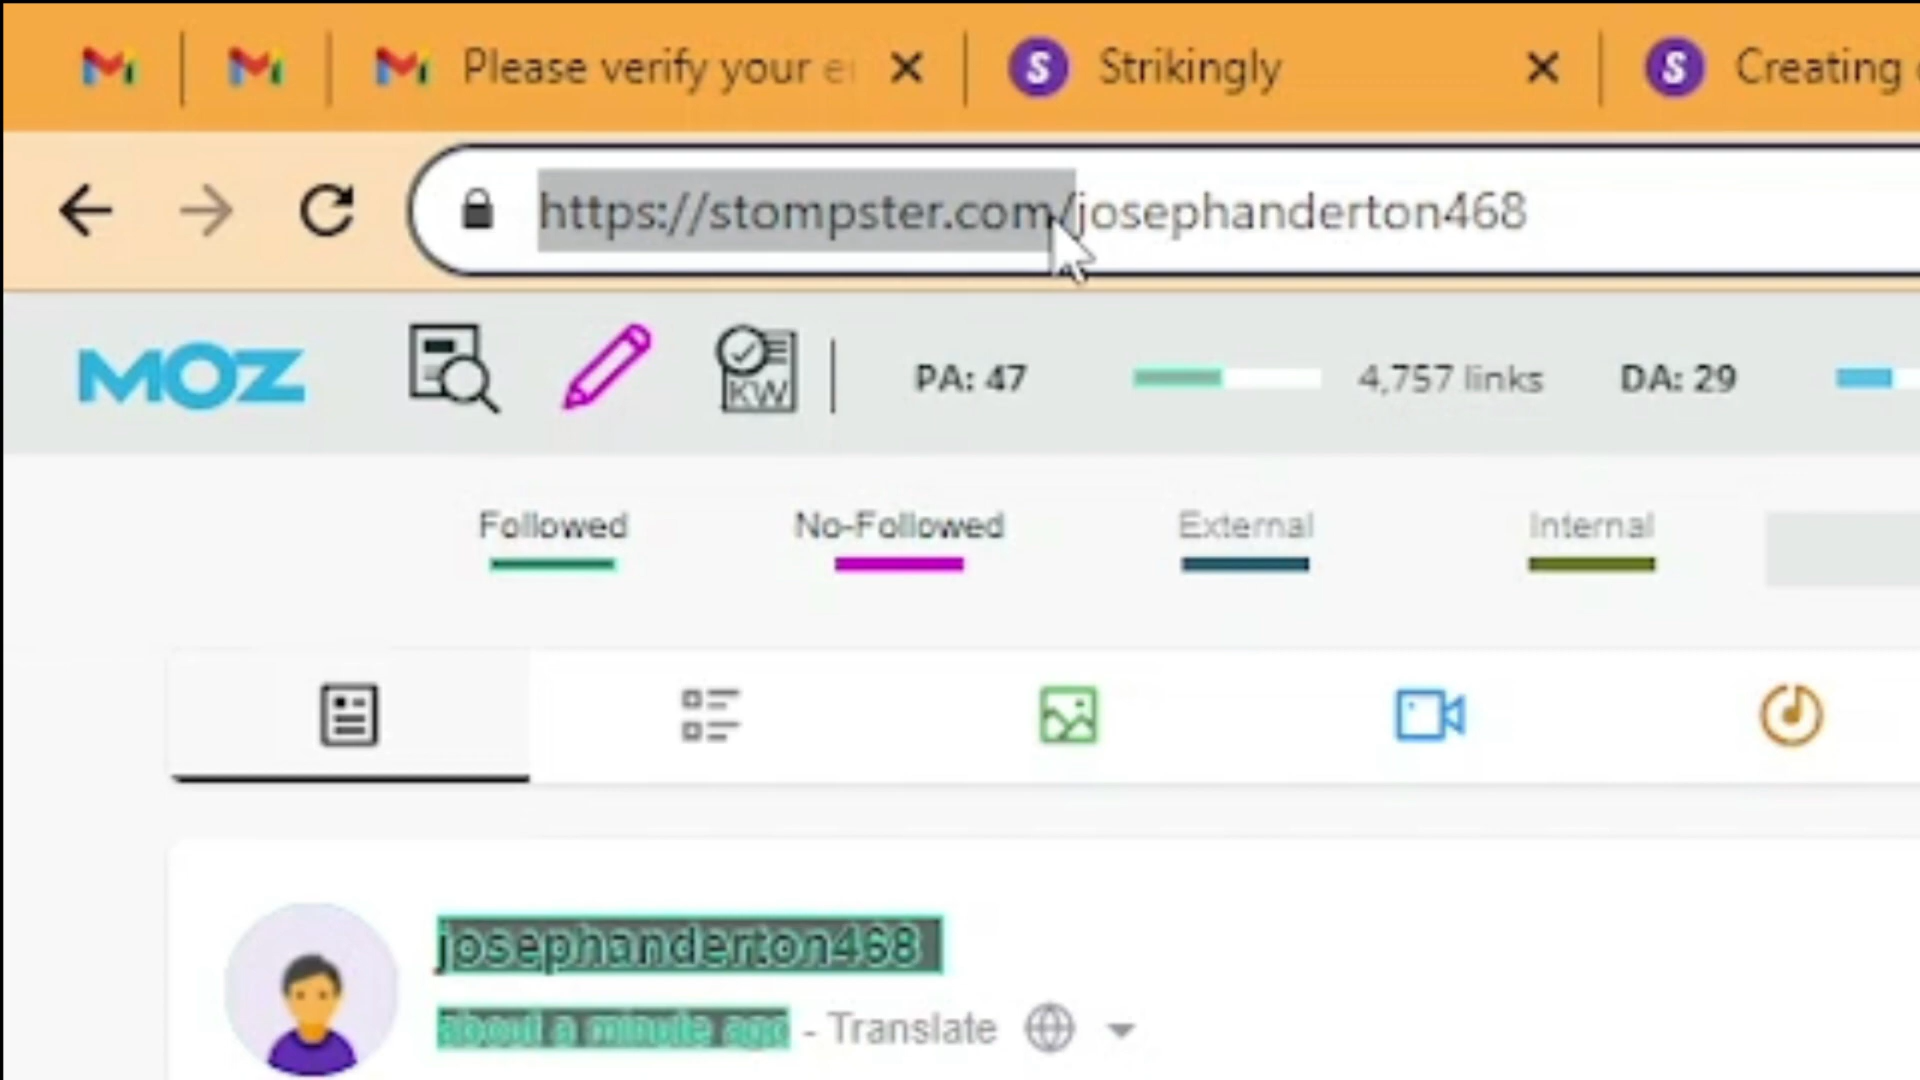 Please verify your e
Strikingly
Creating
https://stompster.com/josephanderton468
MOZ
KW
PA: 47
4,757 links
DA: 29
Followed
No-Followed
External
Internal
josephanderton468
about a minute ago - Translate